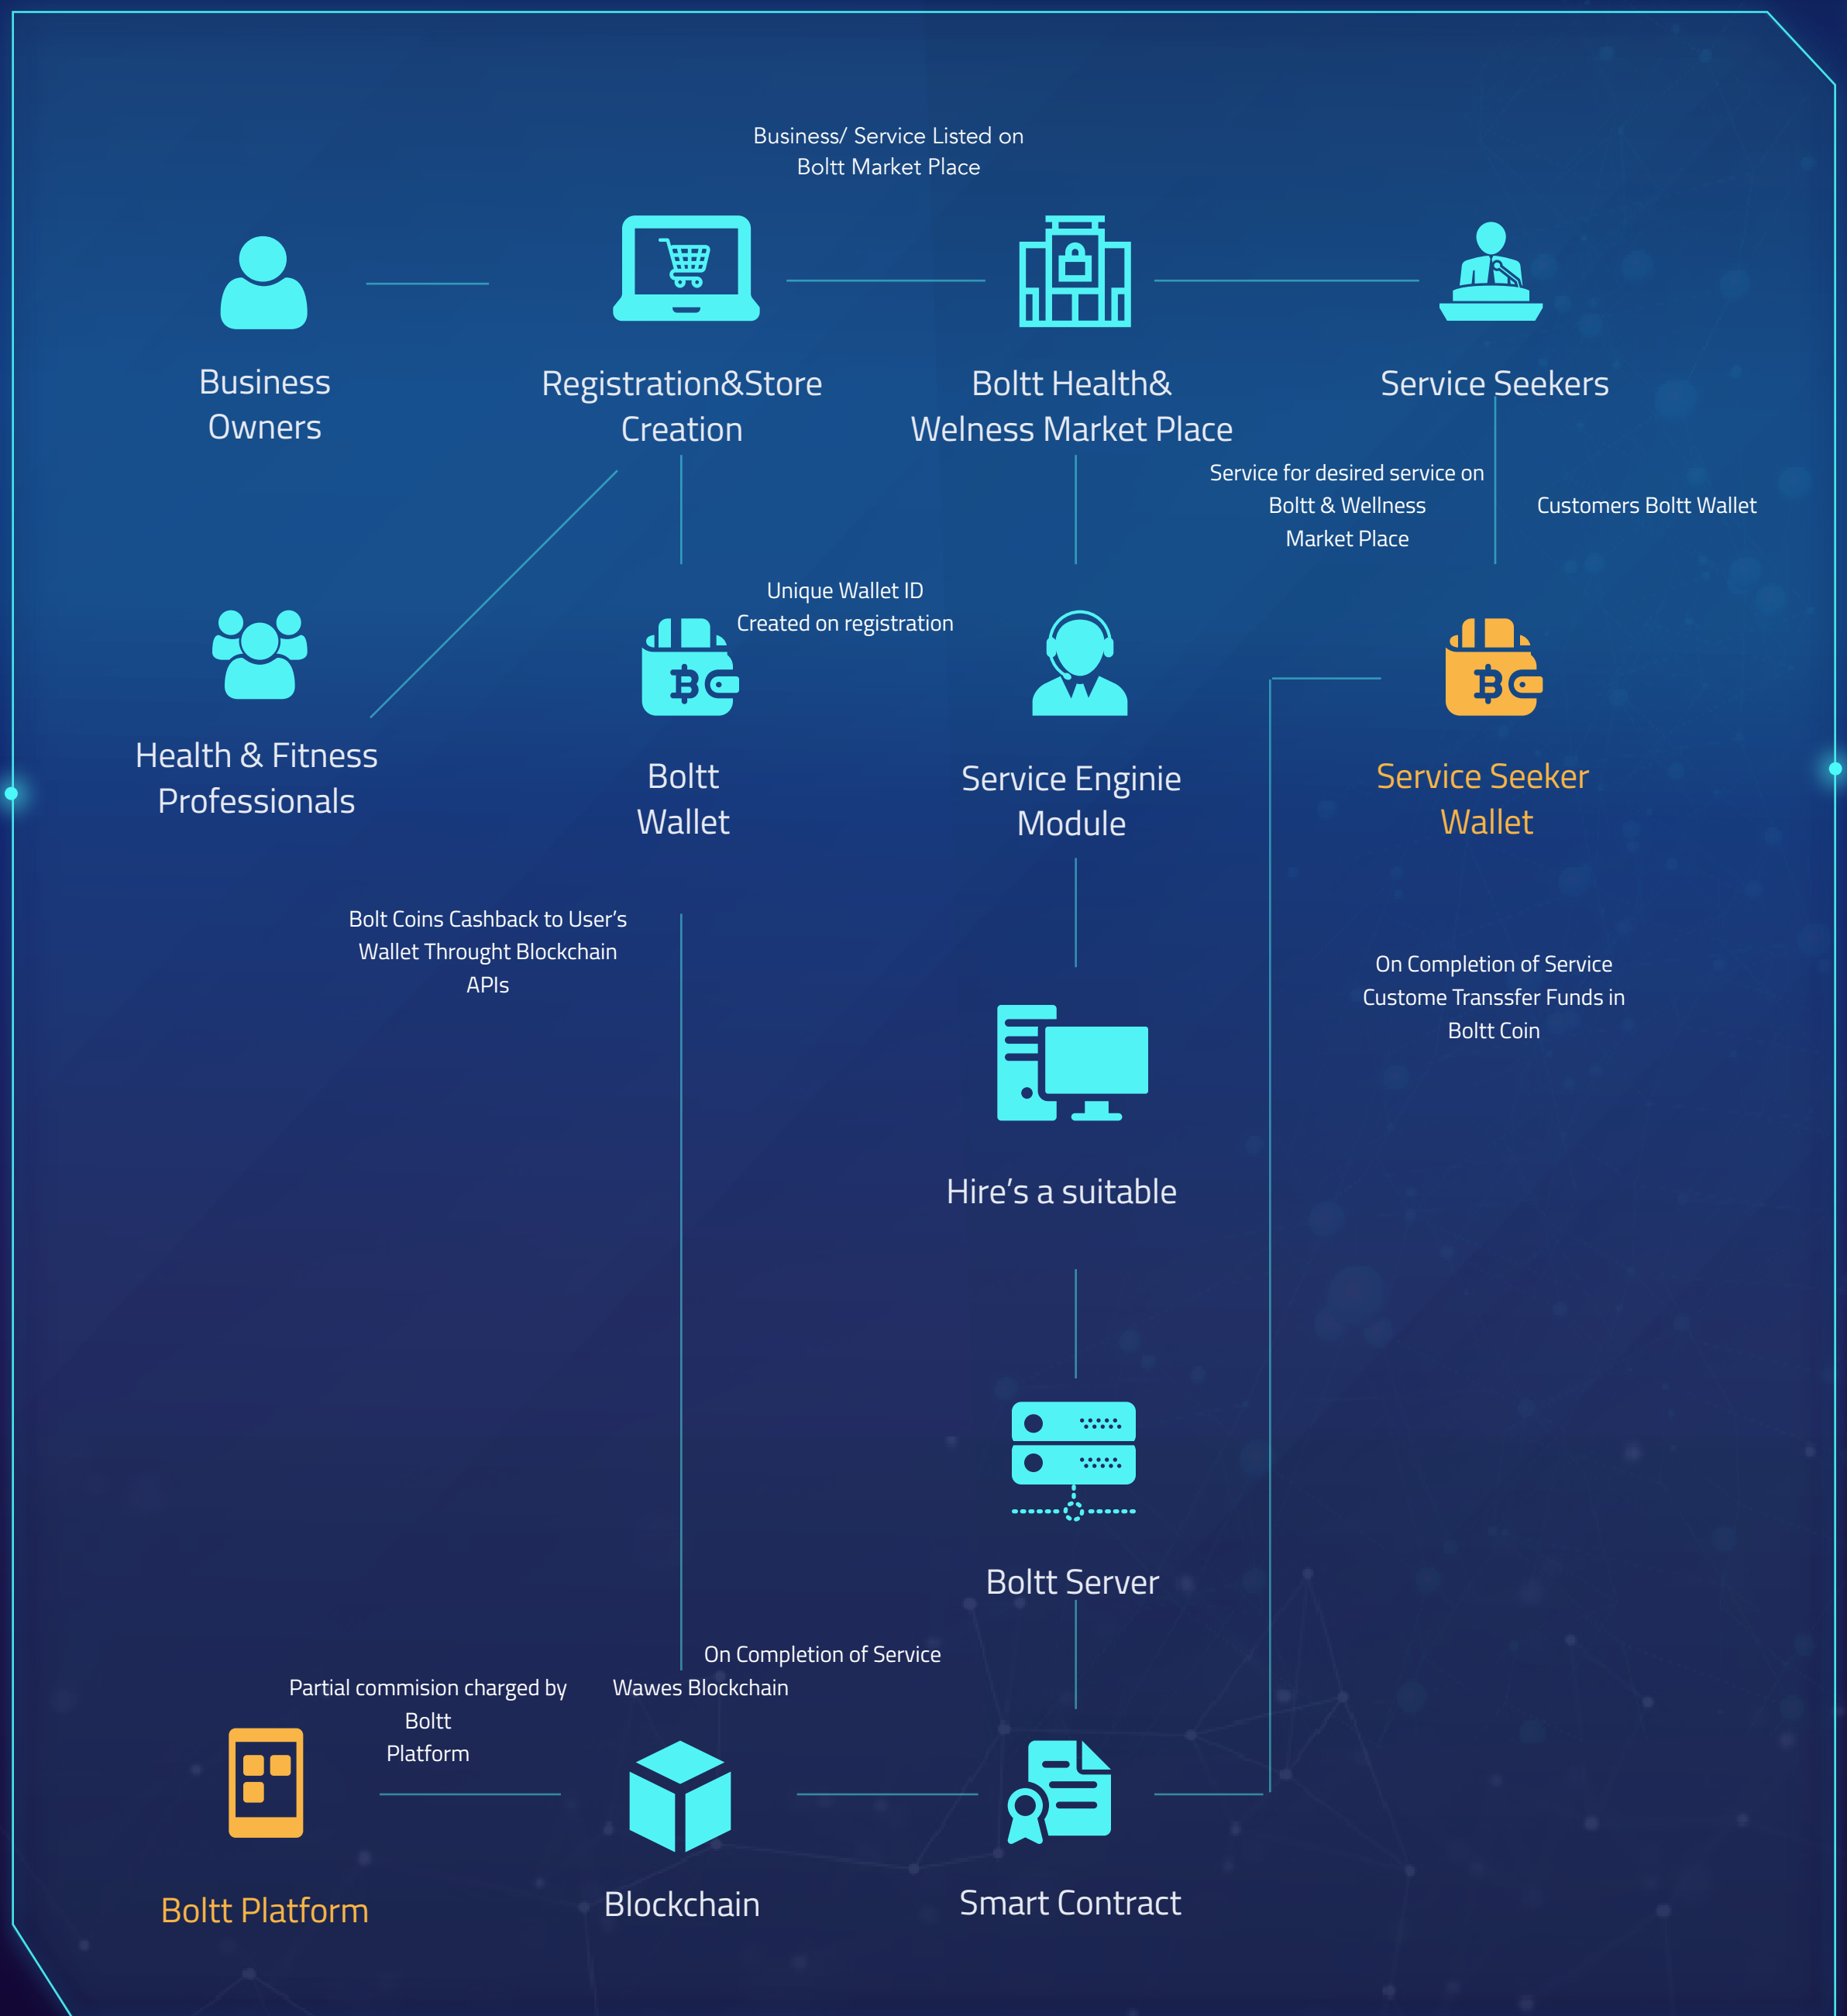 Business/ Service Listed on
Boltt Market Place
Business
Owners
Registration&Store
Creation
Boltt Health&
Welness Market Place
Service Seekers
Service for desired service on
Boltt & Wellness
Market Place
Customers Boltt Wallet
Unique Wallet ID
Created on registration
Health & Fitness
Professionals
Boltt
Wallet
Service Enginie
Module
Service Seeker
Wallet
Bolt Coins Cashback to User’s
Wallet Throught Blockchain
APIs
On Completion of Service
Custome Transsfer Funds in
Boltt Coin
Hire’s a suitable
Boltt Server
On Completion of Service
Wawes Blockchain
Partial commision charged by
Boltt
Platform
Boltt Platform
Blockchain
Smart Contract